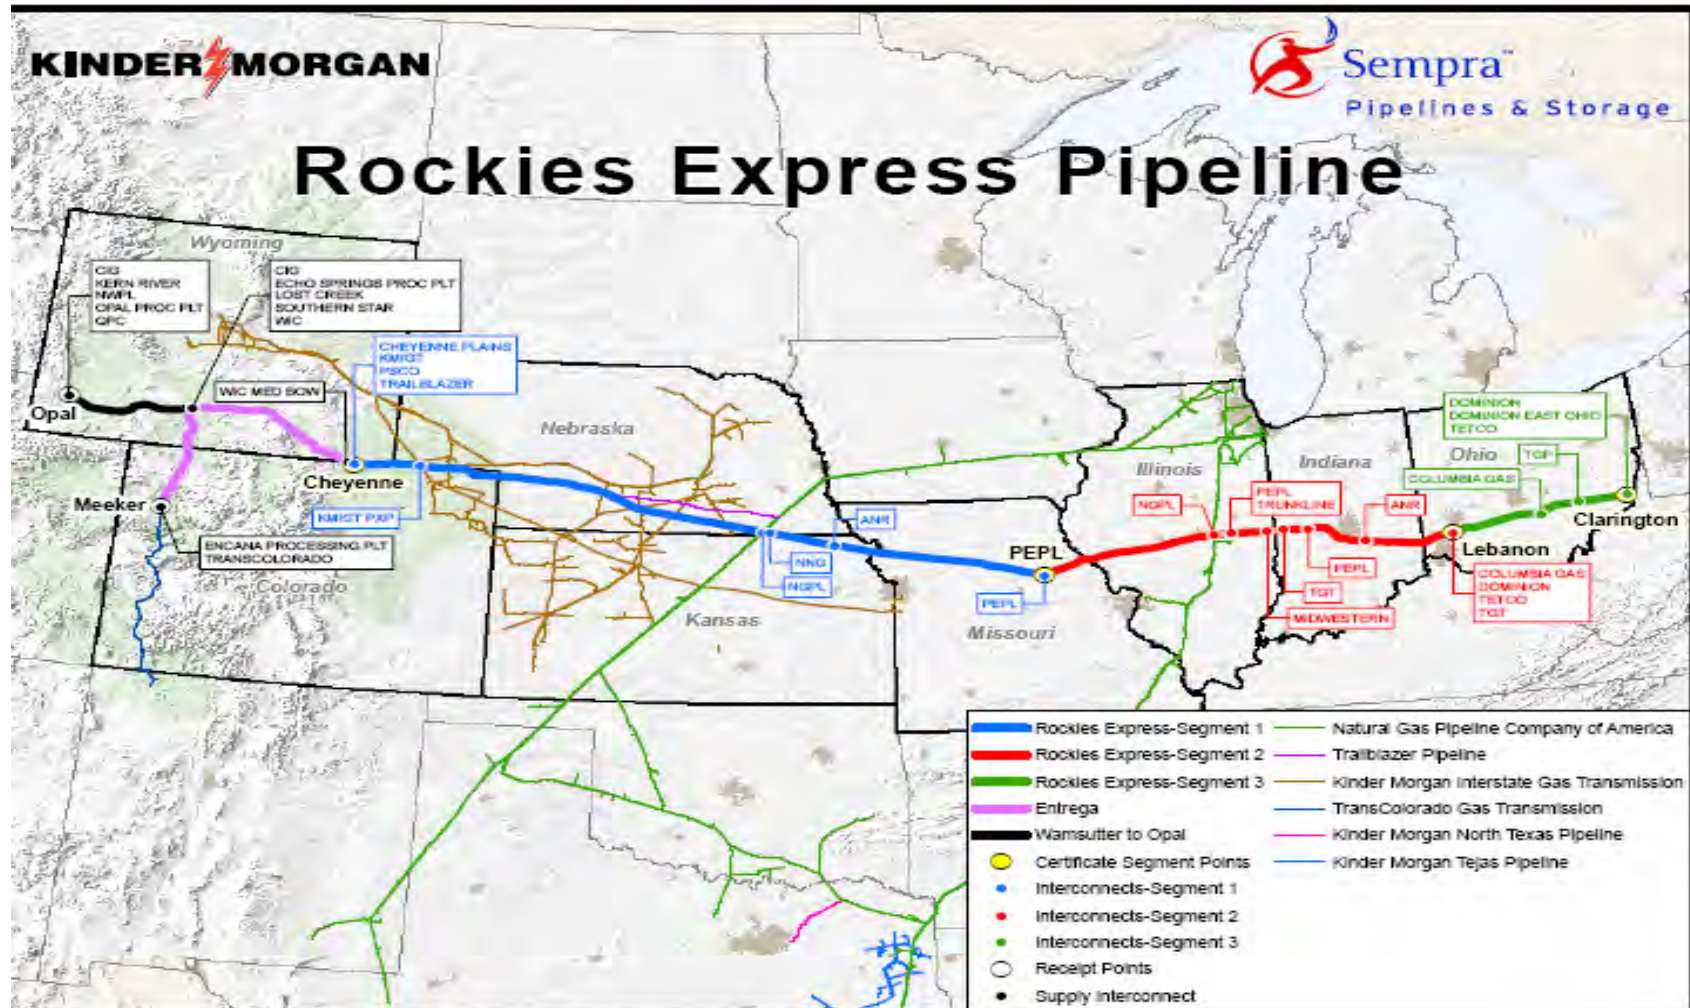 KINDER MORGAN
Sempra™
Pipelines & Storage
Rockies Express Pipeline
Wyoming
CIG
KERN RIVER
NWPL
OPAL PROC PLT
QPC
CIG
ECHO SPRINGS PROC PLT
LOST CREEK
SOUTHERN STAR
WIC
CHEYENNE PLAINS
KMIGT
PSCO
TRAILBLAZER
WIC MED BOW
Opal
Nebraska
DOMINION
DOMINION EAST OHIO
TETCO
Ohio
TGP
Illinois
Indiana
COLUMBIA GAS
Cheyenne
Meeker
KMIGT PXP
ANR
NGPL
PEPL
TRUNKLINE
ANR
Clarington
ENCANA PROCESSING PLT
TRANSCOLORADO
Colorado
NNG
NGPL
PEPL
Lebanon
PEPL
TGT
MIDWESTERN
COLUMBIA GAS
DOMINION
TETCO
TGT
PEPL
Kansas
Missouri
Rockies Express-Segment 1
Rockies Express-Segment 2
Rockies Express-Segment 3
Entrega
Wamsutter to Opal
Certificate Segment Points
Interconnects-Segment 1
Interconnects-Segment 2
Interconnects-Segment 3
Receipt Points
Supply Interconnect
Natural Gas Pipeline Company of America
Trailblazer Pipeline
Kinder Morgan Interstate Gas Transmission
TransColorado Gas Transmission
Kinder Morgan North Texas Pipeline
Kinder Morgan Tejas Pipeline